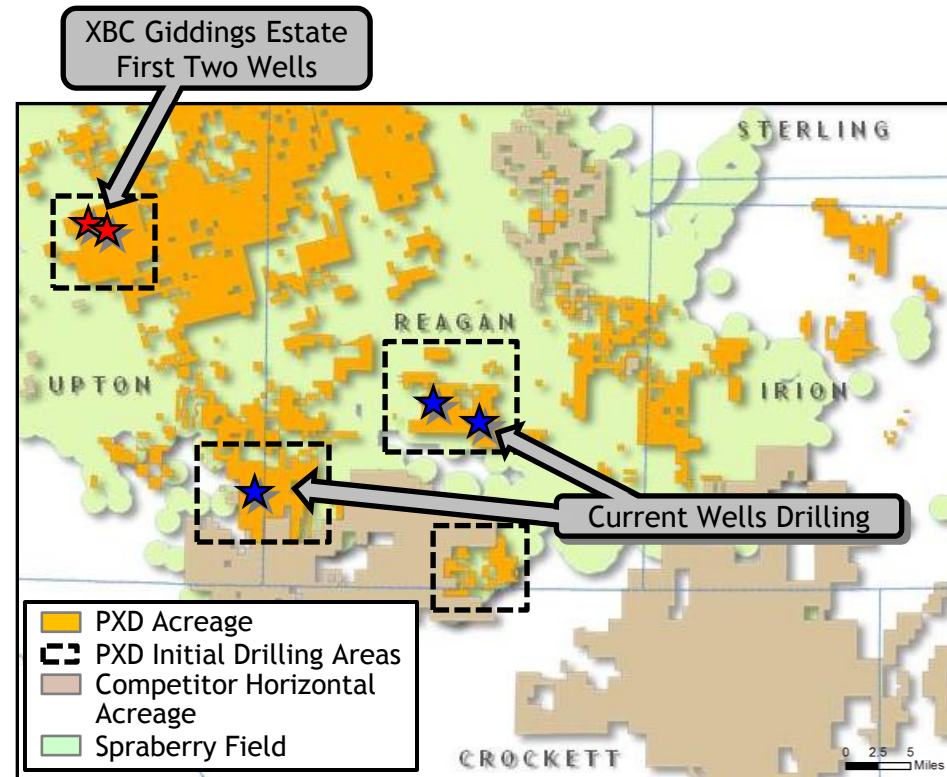 XBC Giddings Estate
First Two Wells
STERLING
REAGAN
UPTON
IRION
Current Wells Drilling
PXD Acreage
PXD Initial Drilling Areas
Competitor Horizontal
Acreage
Spraberry Field
CROCKETT
0 2.5 5
Miles